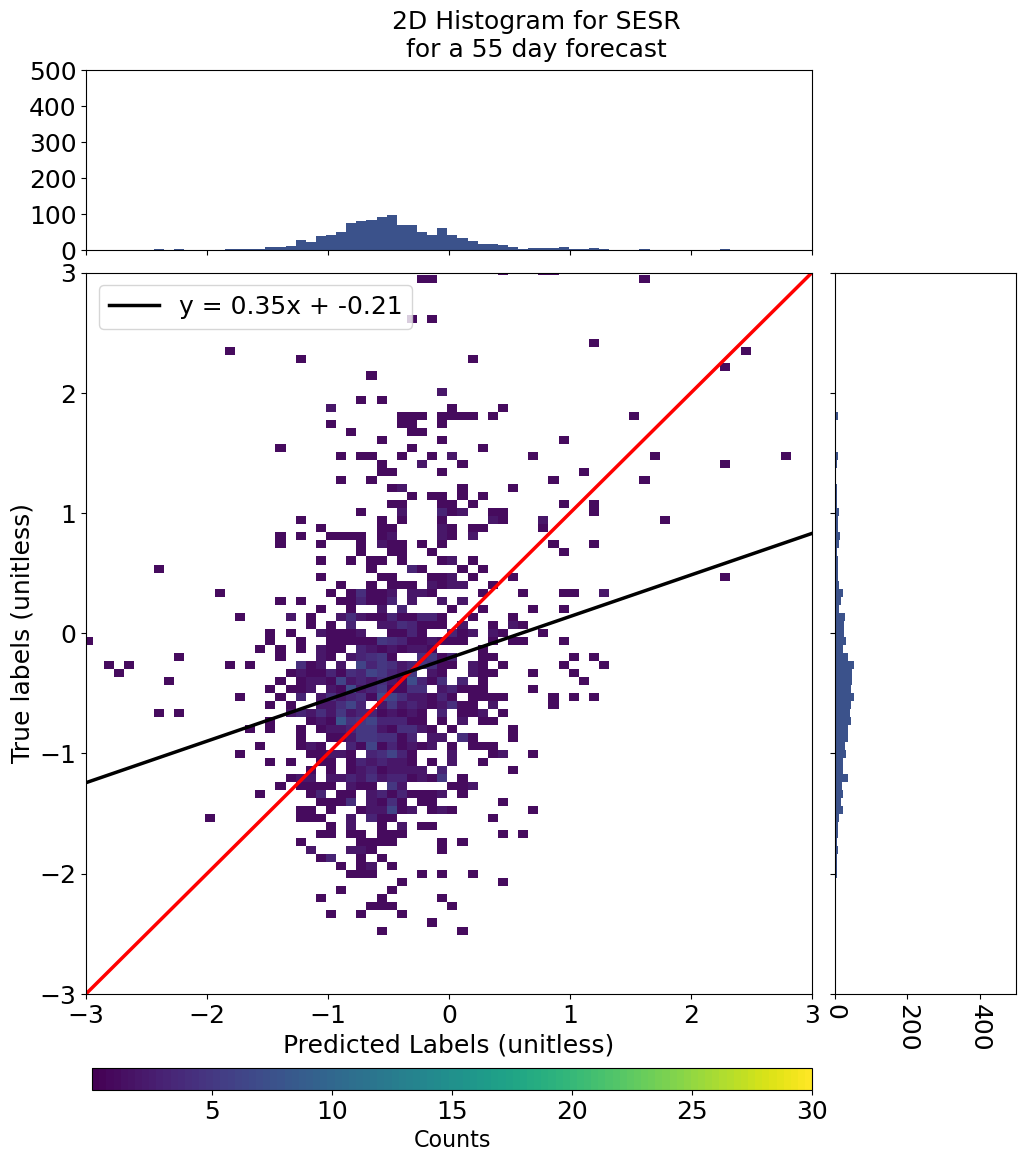 2D Histogram for SESR
for a 55 day forecast
500
400
300
200
100
0
3
2
1
0
−1
−2
−3
True labels (unitless)
y = 0.35x + -0.21
−3 −2 −1 0 1 2 3
Predicted Labels (unitless)
0 200 400
5 10 15 20 25 30
Counts